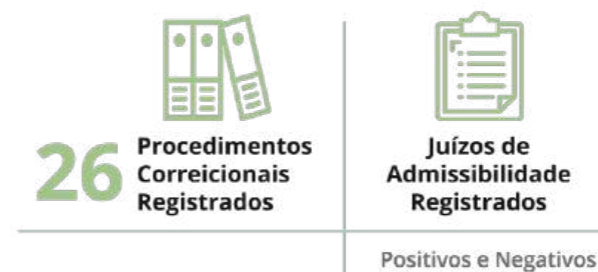 26
Procedimentos
Correicionais
Registrados
Juízos de
Admissibilidade
Registrados
Positivos e Negativos